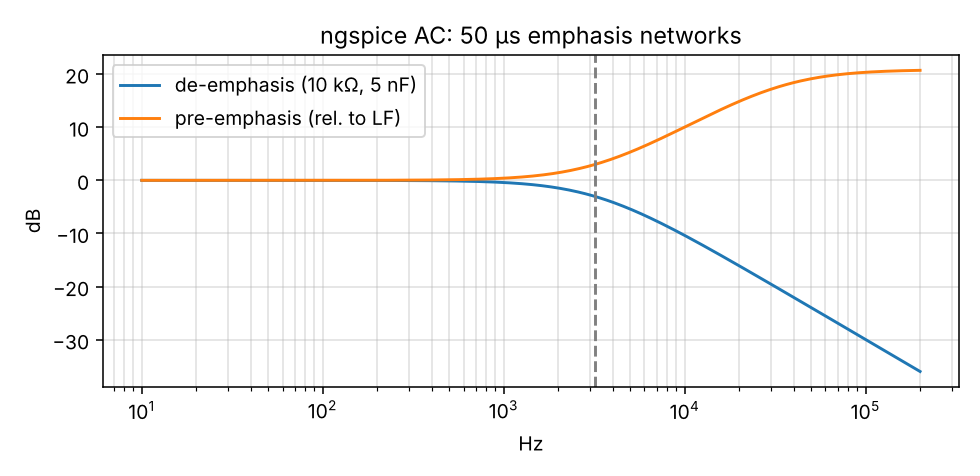 ngspice AC: 50 µs emphasis networks
de-emphasis (10 kΩ, 5 nF)
pre-emphasis (rel. to LF)
20
10
0
−10
−20
−30
dB
10¹ 10² 10³ 10⁴ 10⁵
Hz